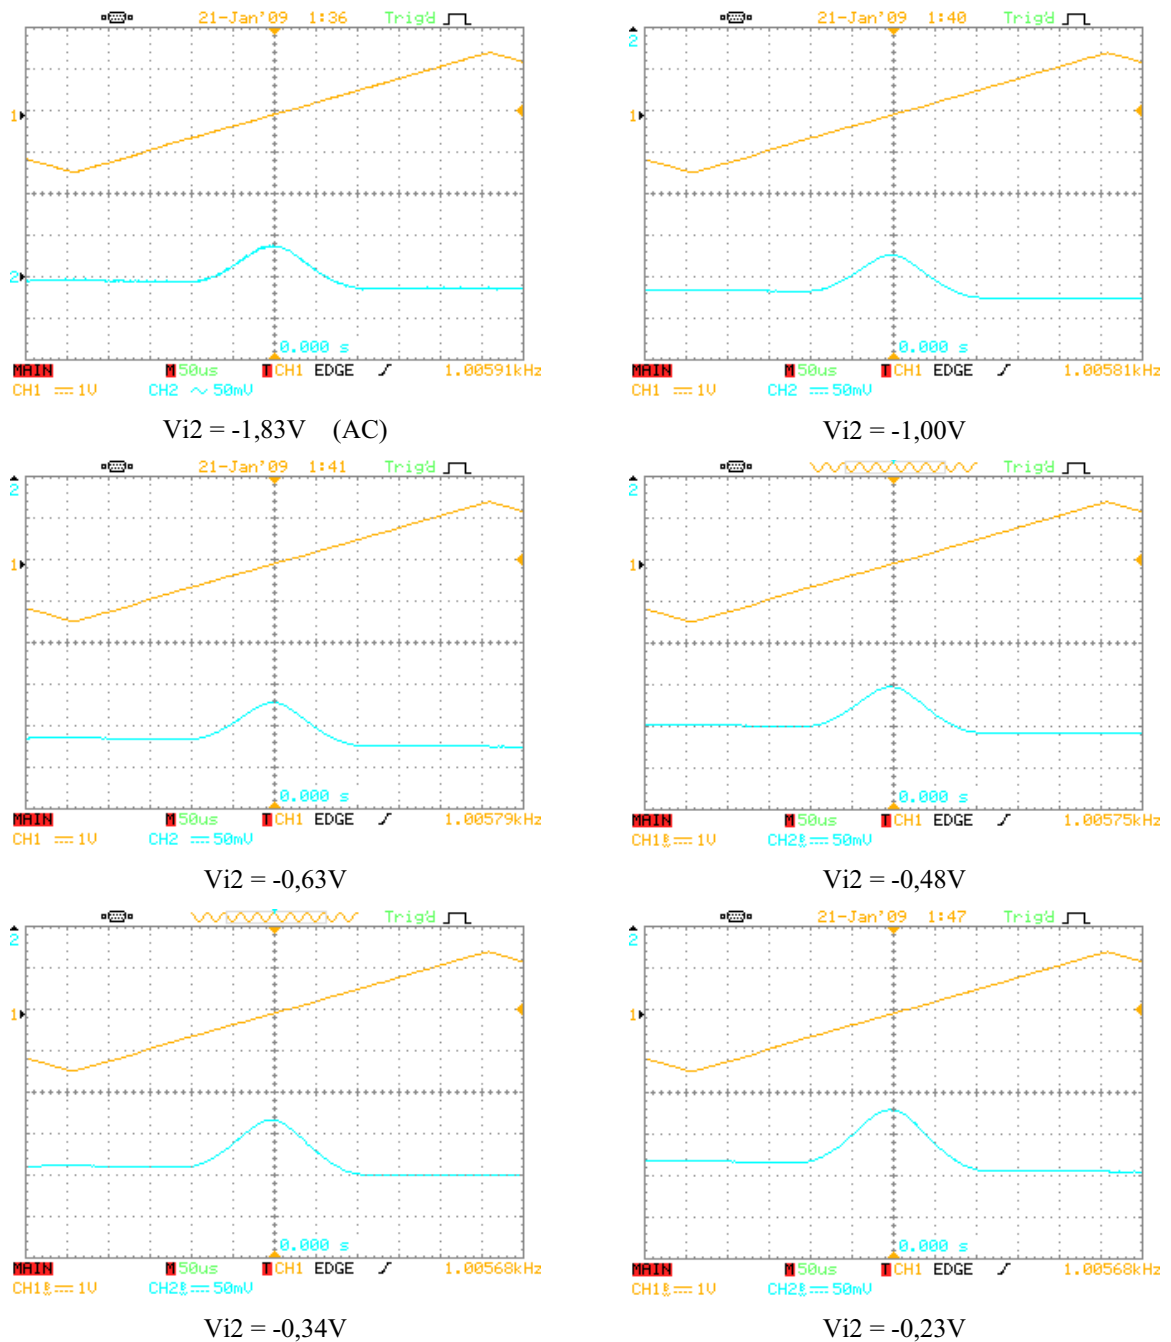 21-Jan'09 1:36 Trig'd
1
2
0.000 s
MAIN M 50us T CH1 EDGE 1.00591kHz
CH1 1V CH2 50mV
Vi2 = -1,83V (AC)
21-Jan'09 1:40 Trig'd
2
1
0.000 s
MAIN M 50us T CH1 EDGE 1.00581kHz
CH1 1V CH2 50mV
Vi2 = -1,00V
21-Jan'09 1:41 Trig'd
2
1
0.000 s
MAIN M 50us T CH1 EDGE 1.00579kHz
CH1 1V CH2 50mV
Vi2 = -0,63V
Trig'd
2
1
0.000 s
MAIN M 50us T CH1 EDGE 1.00575kHz
CH1 1V CH2 50mV
Vi2 = -0,48V
Trig'd
2
1
0.000 s
MAIN M 50us T CH1 EDGE 1.00568kHz
CH1 1V CH2 50mV
Vi2 = -0,34V
21-Jan'09 1:47 Trig'd
2
1
0.000 s
MAIN M 50us T CH1 EDGE 1.00568kHz
CH1 1V CH2 50mV
Vi2 = -0,23V